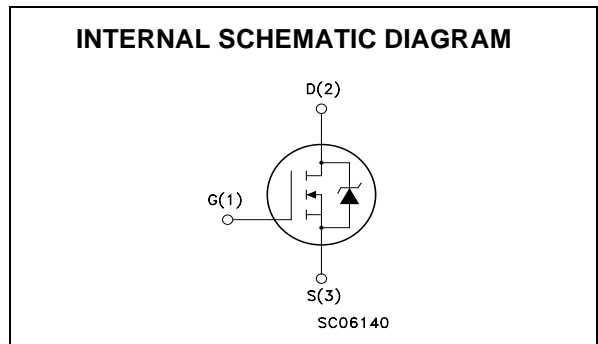 INTERNAL SCHEMATIC DIAGRAM
D(2)
G(1)
S(3)
SC06140